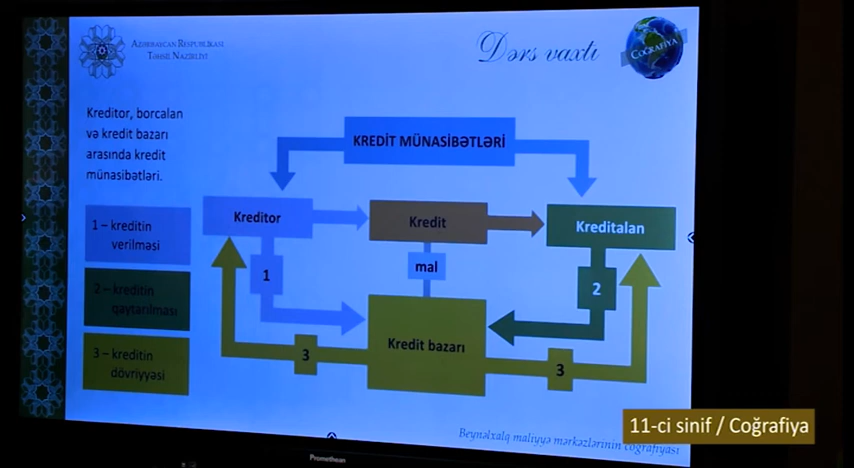 AZƏRBAYCAN RESPUBLİKASI
TƏHSİL NAZİRLİYİ
Dərs vaxtı
COĞRAFİYA
Kreditor, borcalan
və kredit bazarı
arasında kredit
münasibətləri.
KREDİT MÜNASİBƏTLƏRİ
Kreditor
Kredit
Kreditalan
1 – kreditin
verilməsi
1
mal
2
2 – kreditin
qaytarılması
Kredit bazarı
3
3
3 – kreditin
dövriyyəsi
11-ci sinif / Coğrafiya
Beynəlxalq maliyyə mərkəzlərinin coğrafiyası
Promethean